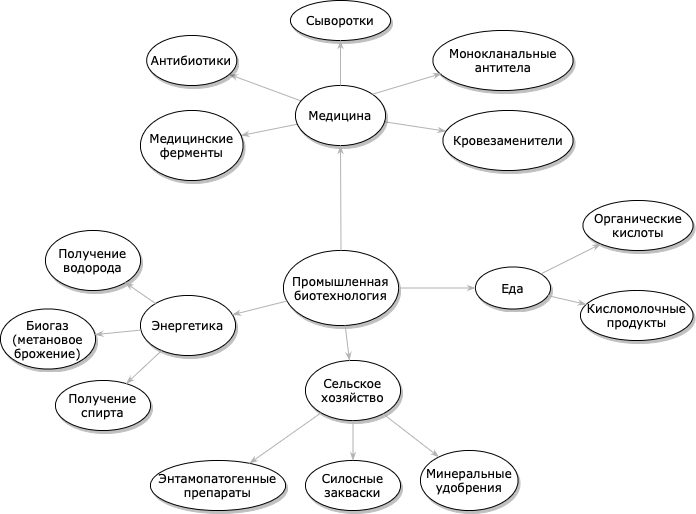 Сыворотки
Антибиотики
Монокланальные
антитела
Медицина
Медицинские
ферменты
Кровезаменители
Органические
кислоты
Получение
водорода
Промышленная
биотехнология
Еда
Кисломолочные
продукты
Биогаз
(метановое
брожение)
Энергетика
Получение
спирта
Сельское
хозяйство
Энтамопатогенные
препараты
Силосные
закваски
Минеральные
удобрения